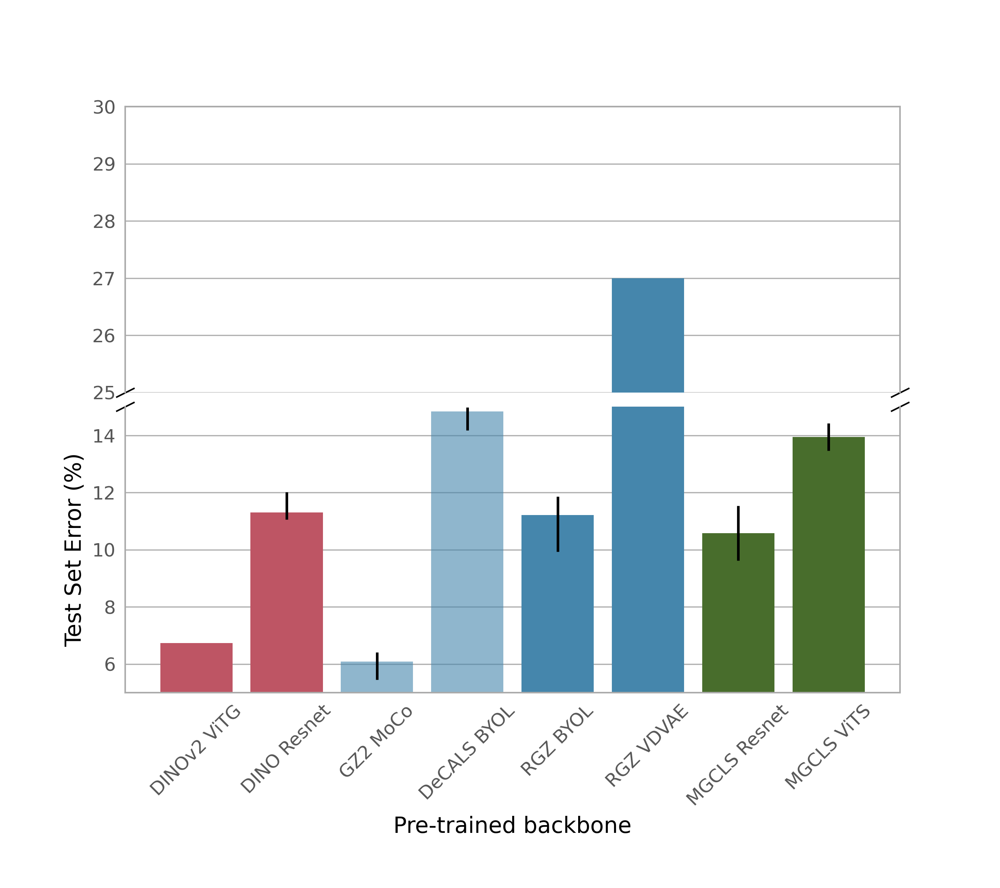 30
29
28
27
26
25
14
12
10
8
6
Test Set Error (%)
DINOv2 ViTG
DINO Resnet
GZ2 MoCo
DeCALS BYOL
RGZ BYOL
RGZ VDVAE
MGCLS Resnet
MGCLS ViTS
Pre-trained backbone